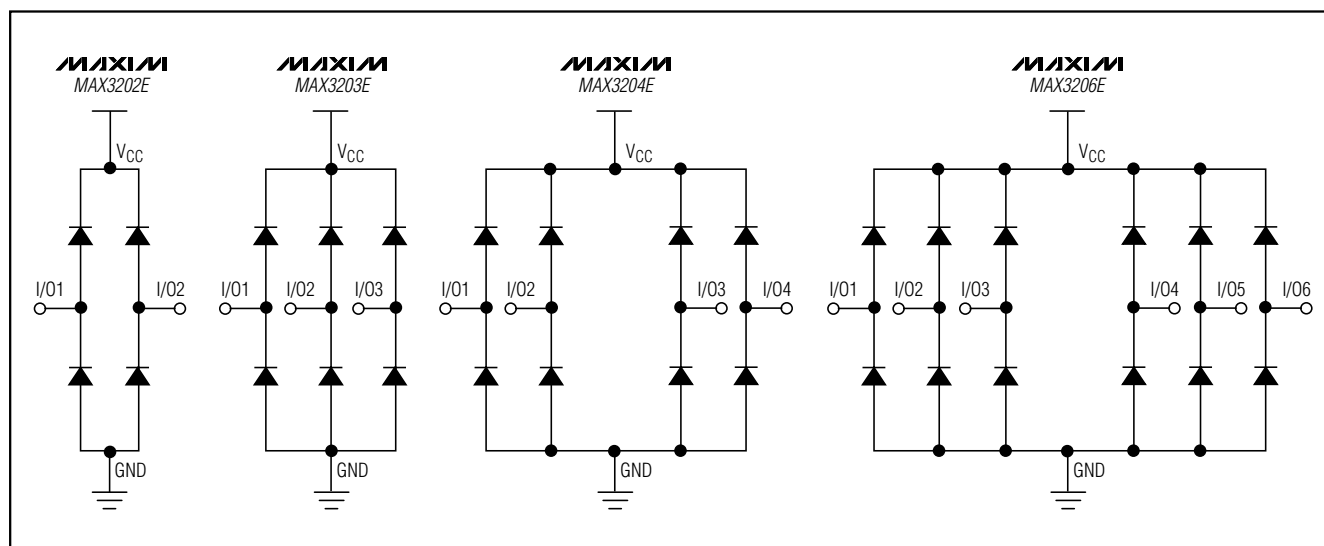 MAXIM
MAX3202E
VCC
I/O1
I/O2
GND
MAXIM
MAX3203E
VCC
I/O1
I/O2
I/O3
GND
MAXIM
MAX3204E
VCC
I/O1
I/O2
I/O3
I/O4
GND
MAXIM
MAX3206E
VCC
I/O1
I/O2
I/O3
I/O4
I/O5
I/O6
GND